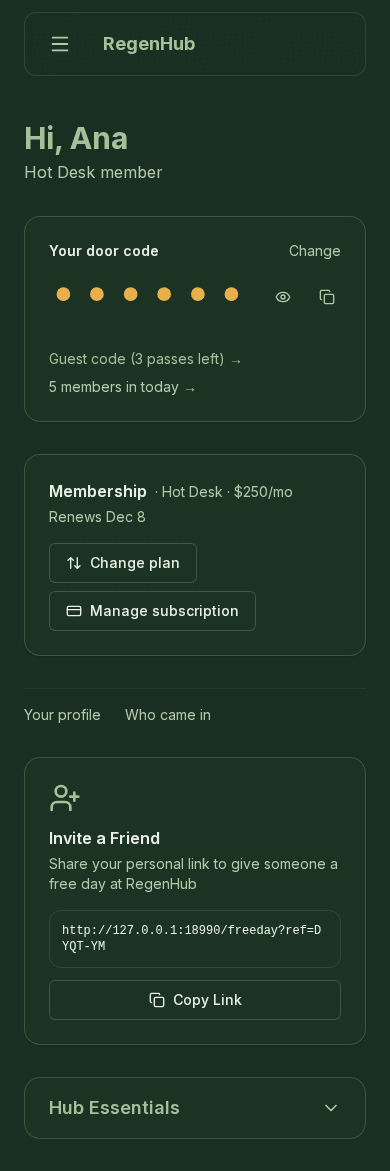 RegenHub
Hi, Ana
Hot Desk member
Your door code
Change
Guest code (3 passes left) →
5 members in today →
Membership · Hot Desk · $250/mo
Renews Dec 8
Change plan
Manage subscription
Your profile Who came in
Invite a Friend
Share your personal link to give someone a
free day at RegenHub
http://127.0.0.1:18990/freeday?ref=D
YQT-YM
Copy Link
Hub Essentials